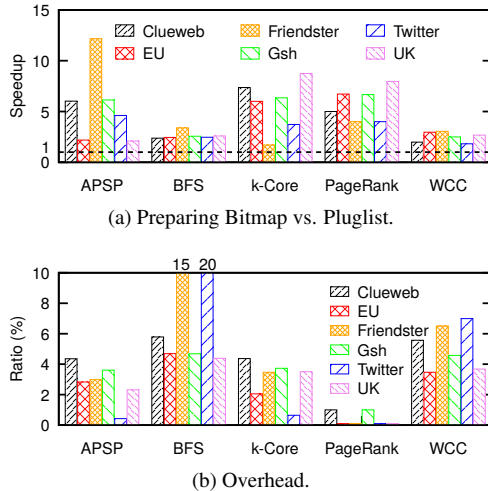 15
10
5
1
0
Speedup
Clueweb
EU
Friendster
Gsh
Twitter
UK
APSP BFS k-Core PageRank WCC
(a) Preparing Bitmap vs. Pluglist.
15 20
10
8
6
4
2
0
Ratio (%)
Clueweb
EU
Friendster
Gsh
Twitter
UK
APSP BFS k-Core PageRank WCC
(b) Overhead.